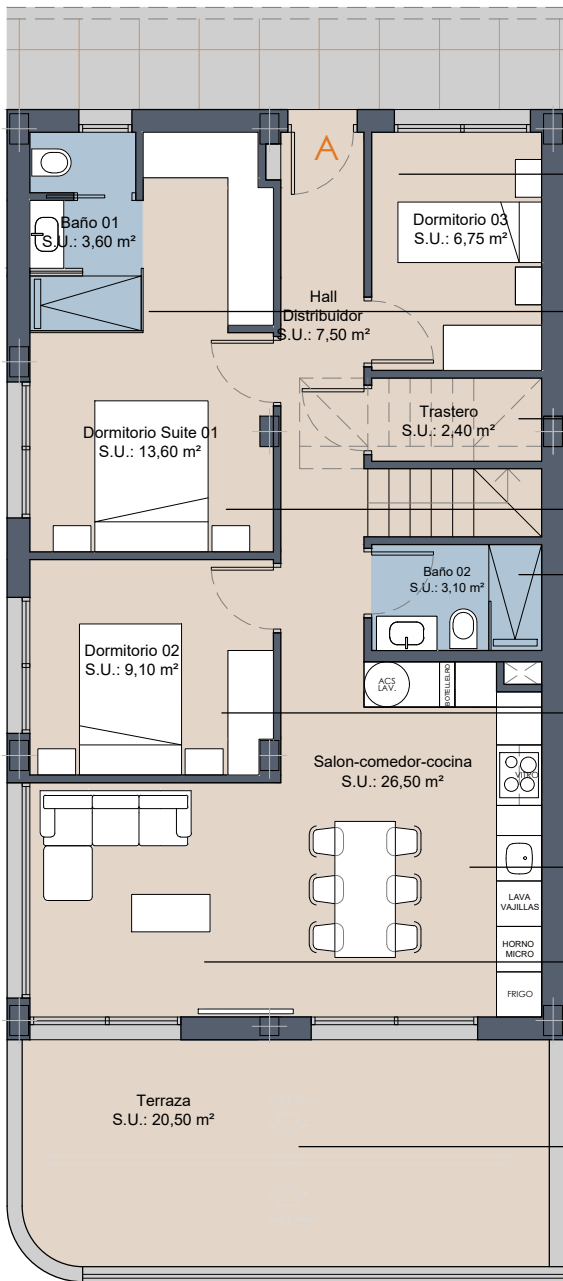 A
Baño 01
S.U.: 3,60 m²
Dormitorio 03
S.U.: 6,75 m²
Hall
Distribuidor
S.U.: 7,50 m²
Trastero
S.U.: 2,40 m²
Dormitorio Suite 01
S.U.: 13,60 m²
Baño 02
S.U.: 3,10 m²
Dormitorio 02
S.U.: 9,10 m²
ACS
LAV.
BOTELLERO
Salon-comedor-cocina
S.U.: 26,50 m²
VITRO
LAVA
VAJILLAS
HORNO
MICRO
FRIGO
Terraza
S.U.: 20,50 m²